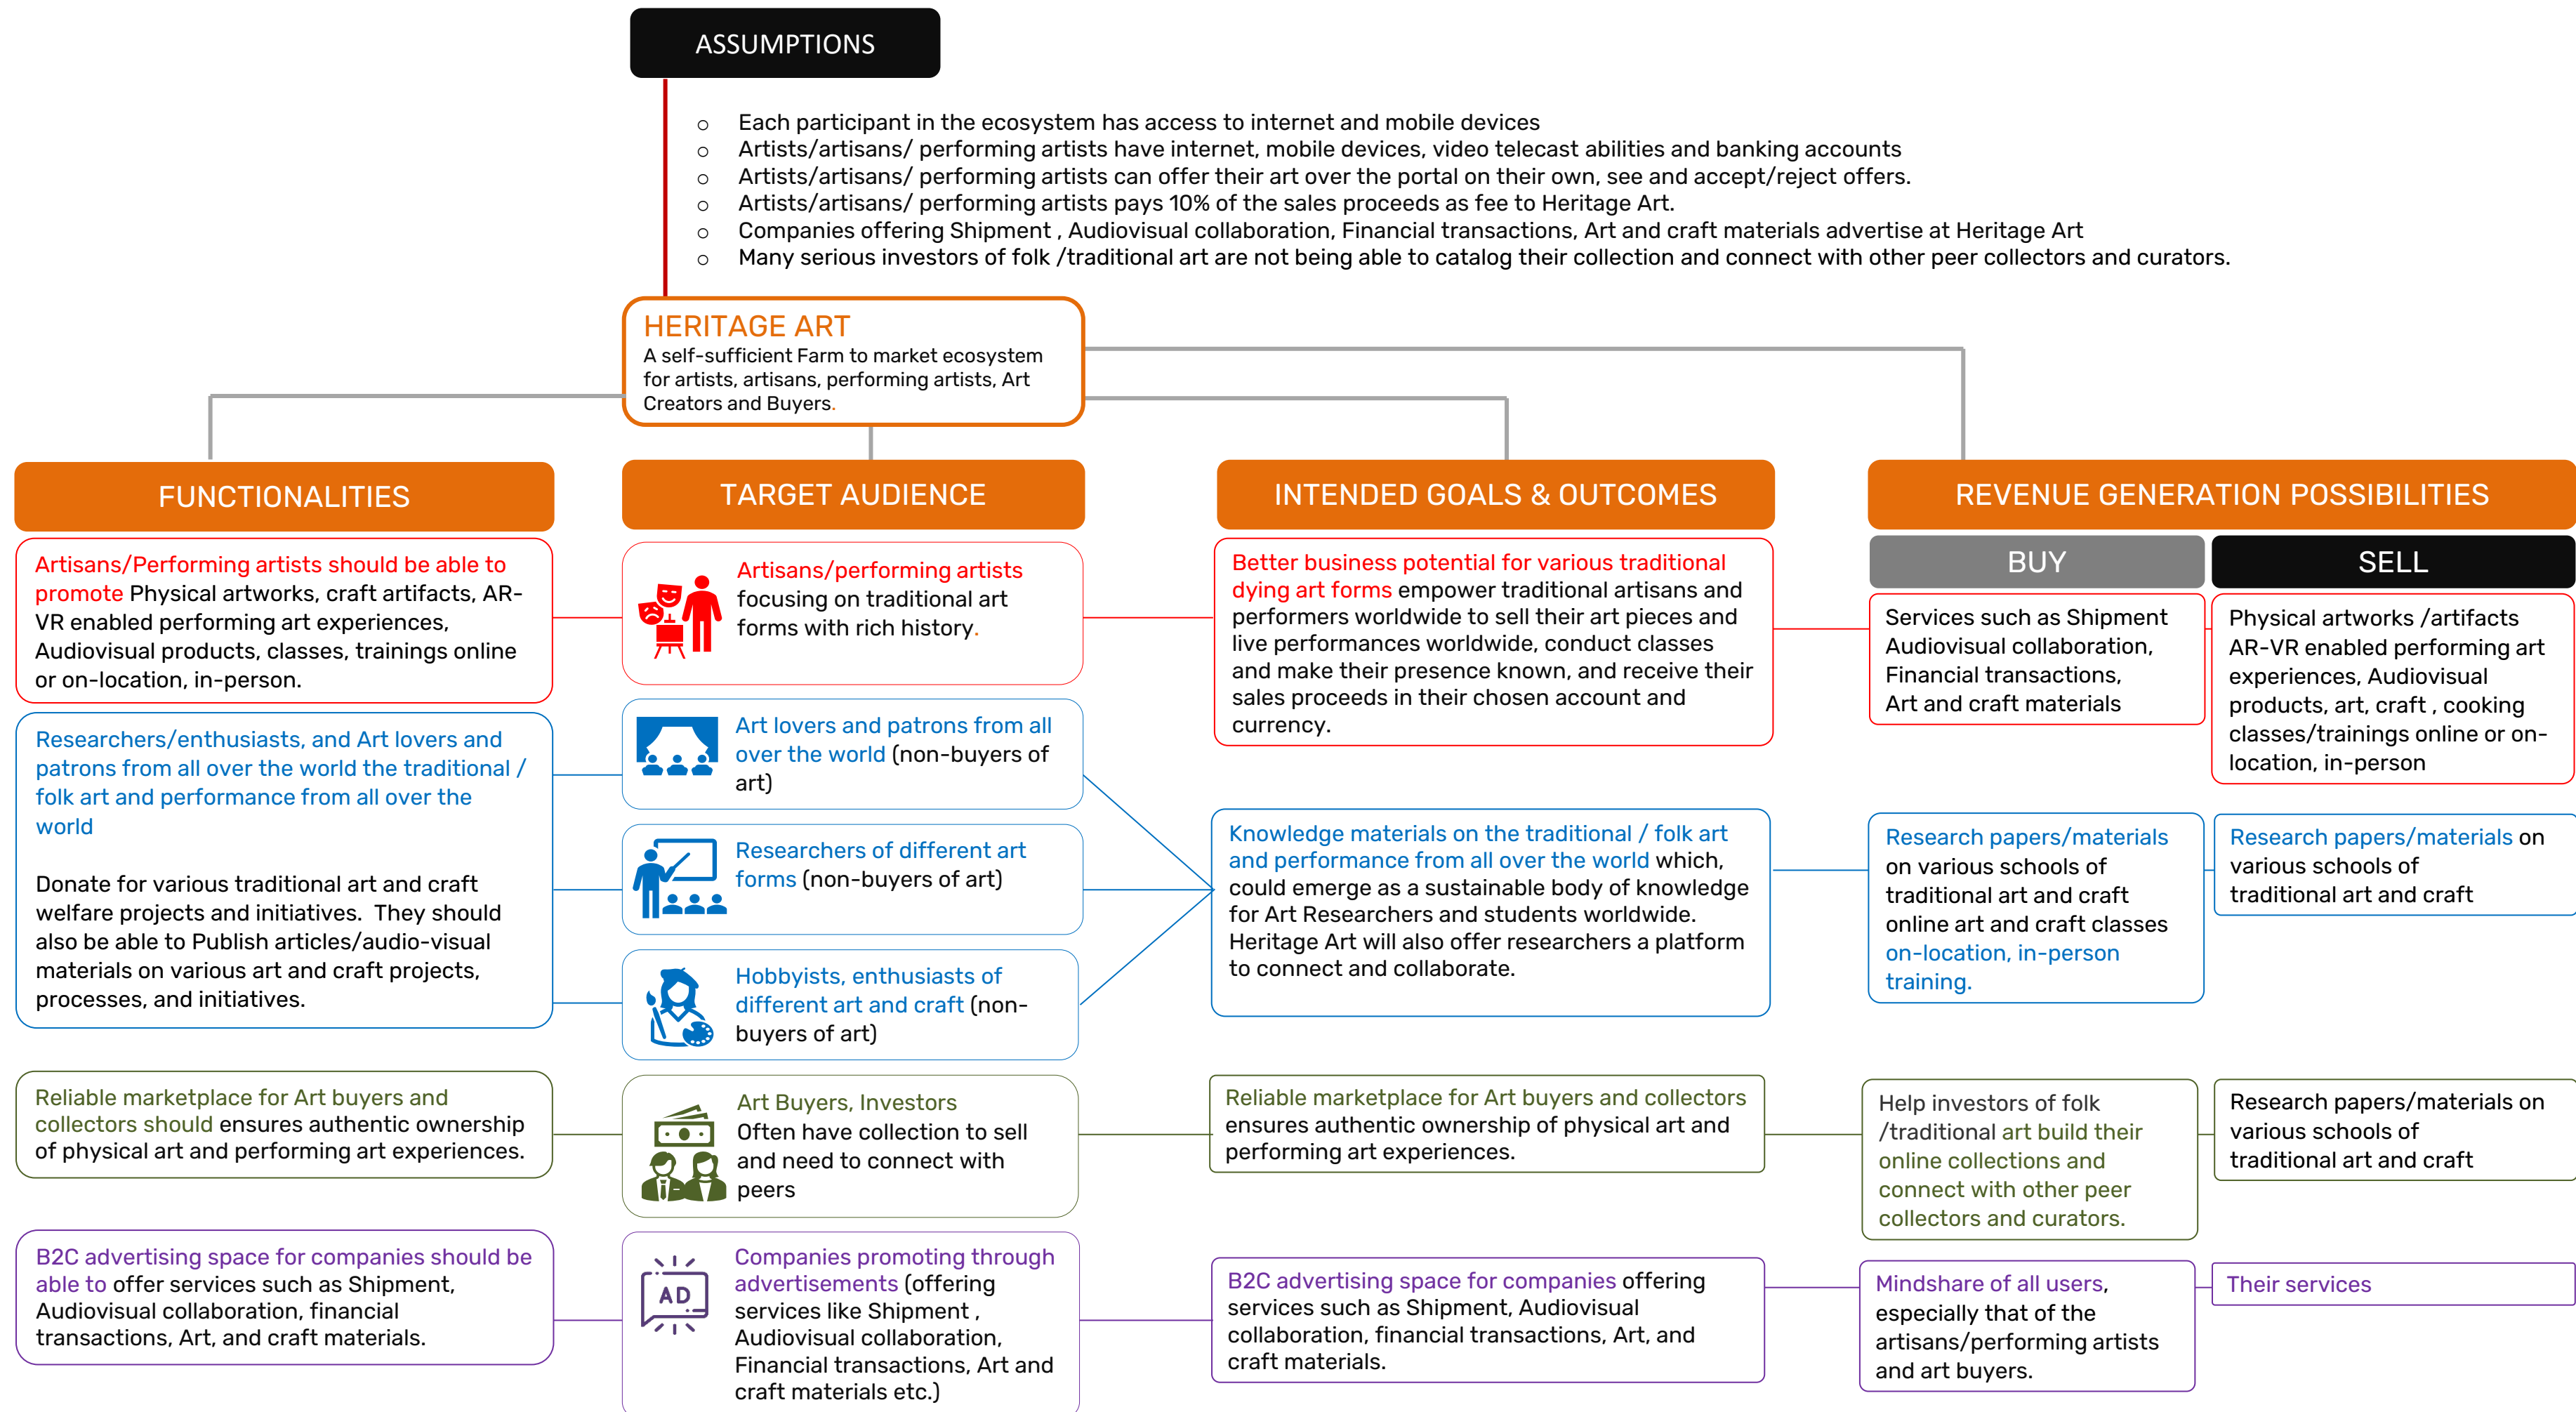 ASSUMPTIONS
○ Each participant in the ecosystem has access to internet and mobile devices
○ Artists/artisans/ performing artists have internet, mobile devices, video telecast abilities and banking accounts
○ Artists/artisans/ performing artists can offer their art over the portal on their own, see and accept/reject offers.
○ Artists/artisans/ performing artists pays 10% of the sales proceeds as fee to Heritage Art.
○ Companies offering Shipment , Audiovisual collaboration, Financial transactions, Art and craft materials advertise at Heritage Art
○ Many serious investors of folk /traditional art are not being able to catalog their collection and connect with other peer collectors and curators.
HERITAGE ART
A self-sufficient Farm to market ecosystem
for artists, artisans, performing artists, Art
Creators and Buyers.
FUNCTIONALITIES
Artisans/Performing artists should be able to
promote Physical artworks, craft artifacts, AR-
VR enabled performing art experiences,
Audiovisual products, classes, trainings online
or on-location, in-person.
Researchers/enthusiasts, and Art lovers and
patrons from all over the world the traditional /
folk art and performance from all over the
world
Donate for various traditional art and craft
welfare projects and initiatives. They should
also be able to Publish articles/audio-visual
materials on various art and craft projects,
processes, and initiatives.
Reliable marketplace for Art buyers and
collectors should ensures authentic ownership
of physical art and performing art experiences.
B2C advertising space for companies should be
able to offer services such as Shipment,
Audiovisual collaboration, financial
transactions, Art, and craft materials.
TARGET AUDIENCE
Artisans/performing artists
focusing on traditional art
forms with rich history.
Art lovers and patrons from all
over the world (non-buyers of
art)
Researchers of different art
forms (non-buyers of art)
Hobbyists, enthusiasts of
different art and craft (non-
buyers of art)
Art Buyers, Investors
Often have collection to sell
and need to connect with
peers
AD
Companies promoting through
advertisements (offering
services like Shipment ,
Audiovisual collaboration,
Financial transactions, Art and
craft materials etc.)
INTENDED GOALS & OUTCOMES
Better business potential for various traditional
dying art forms empower traditional artisans and
performers worldwide to sell their art pieces and
live performances worldwide, conduct classes
and make their presence known, and receive their
sales proceeds in their chosen account and
currency.
Knowledge materials on the traditional / folk art
and performance from all over the world which,
could emerge as a sustainable body of knowledge
for Art Researchers and students worldwide.
Heritage Art will also offer researchers a platform
to connect and collaborate.
Reliable marketplace for Art buyers and collectors
ensures authentic ownership of physical art and
performing art experiences.
B2C advertising space for companies offering
services such as Shipment, Audiovisual
collaboration, financial transactions, Art, and
craft materials.
REVENUE GENERATION POSSIBILITIES
BUY
Services such as Shipment
Audiovisual collaboration,
Financial transactions,
Art and craft materials
Research papers/materials
on various schools of
traditional art and craft
online art and craft classes
on-location, in-person
training.
Help investors of folk
/traditional art build their
online collections and
connect with other peer
collectors and curators.
Mindshare of all users,
especially that of the
artisans/performing artists
and art buyers.
SELL
Physical artworks /artifacts
AR-VR enabled performing art
experiences, Audiovisual
products, art, craft , cooking
classes/trainings online or on-
location, in-person
Research papers/materials on
various schools of
traditional art and craft
Research papers/materials on
various schools of
traditional art and craft
Their services